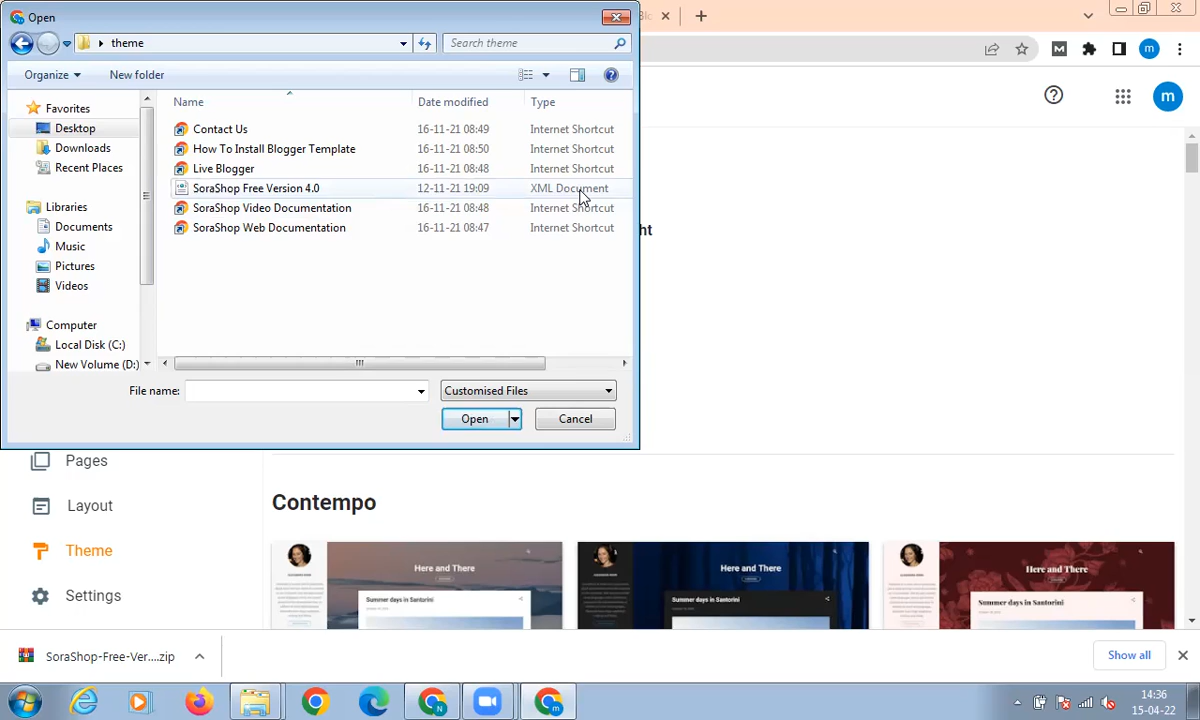 Open
theme
Search theme
Organize
New folder
Name
Date modified
Type
Favorites
Desktop
Downloads
Recent Places
Libraries
Documents
Music
Pictures
Videos
Computer
Local Disk (C:)
New Volume (D:)
Contact Us 16-11-21 08:49 Internet Shortcut
How To Install Blogger Template 16-11-21 08:50 Internet Shortcut
Live Blogger 16-11-21 08:48 Internet Shortcut
SoraShop Free Version 4.0 12-11-21 19:09 XML Document
SoraShop Video Documentation 16-11-21 08:48 Internet Shortcut
SoraShop Web Documentation 16-11-21 08:47 Internet Shortcut
File name:
Customised Files
Open
Cancel
M
m
m
ht
Pages
Layout
Theme
Settings
Contempo
Here and There
Summer days in Santorini
Here and There
Summer days in Santorini
Here and There
Summer days in Santorini
SoraShop-Free-Ver....zip
Show all
N
m
14:36
15-04-22